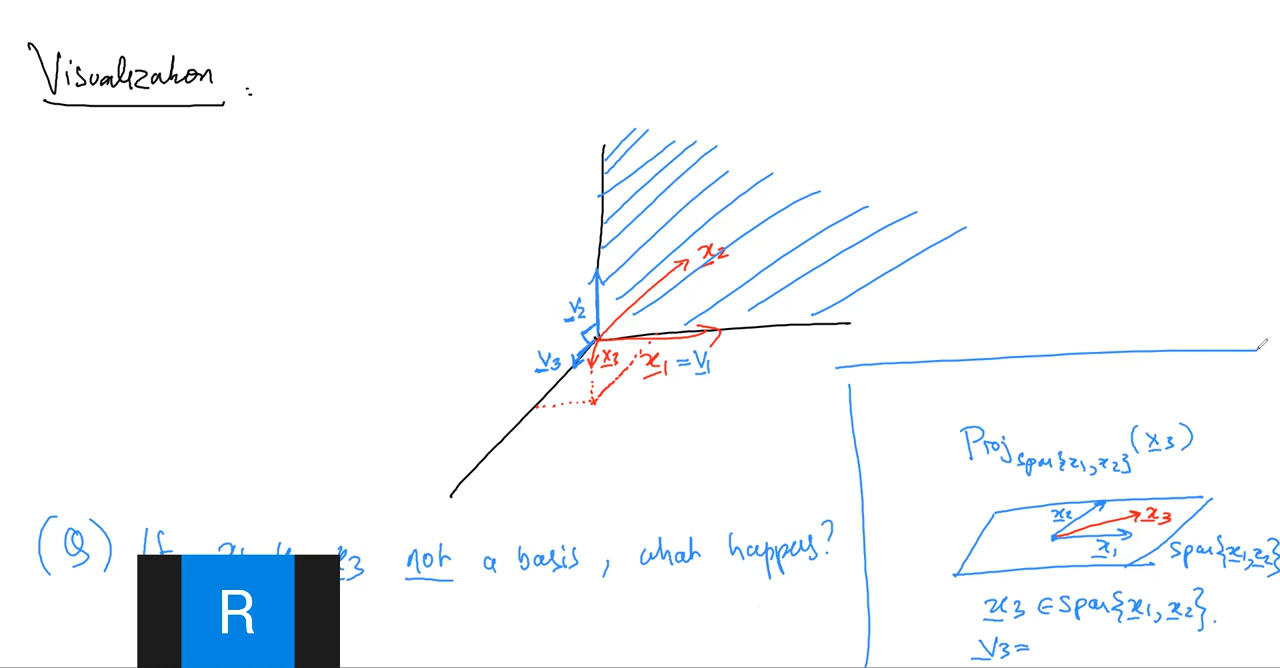 Visualization :
x2
v2
v3
x3
x1 = v1
Proj span{x1,x2} (x3)
x2
x3
x1
span{x1,x2}
(Q) If x3 not a basis, what happens?
x3 ∈ span{x1,x2}.
v3 =
R